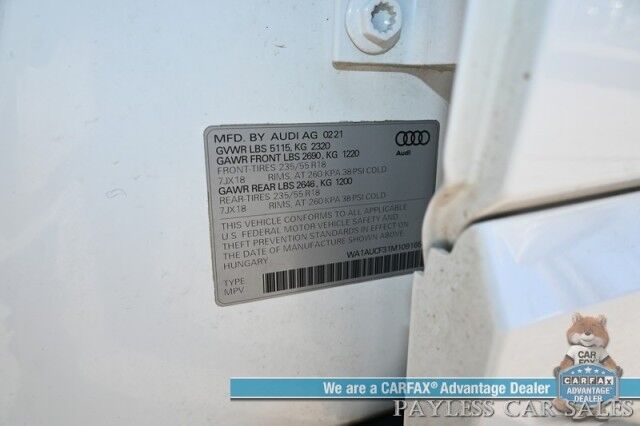 MFD. BY AUDI AG 02 21
GVWR LBS 5115, KG 2320
GAWR FRONT LBS 2690, KG 1220
FRONT-TIRES 235/55 R18
7JX18 RIMS, AT 260 KPA 38 PSI COLD
GAWR REAR LBS 2646, KG 1200
REAR-TIRES 235/55 R18
7JX18 RIMS, AT 260 KPA 38 PSI COLD
Audi
THIS VEHICLE CONFORMS TO ALL APPLICABLE
U.S. FEDERAL MOTOR VEHICLE SAFETY AND
THEFT PREVENTION STANDARDS IN EFFECT ON
THE DATE OF MANUFACTURE SHOWN ABOVE
HUNGARY
TYPE
MPV
We are a CARFAX® Advantage Dealer
CAR
FOX
CARFAX
ADVANTAGE
DEALER
PAYLESS CAR SALES